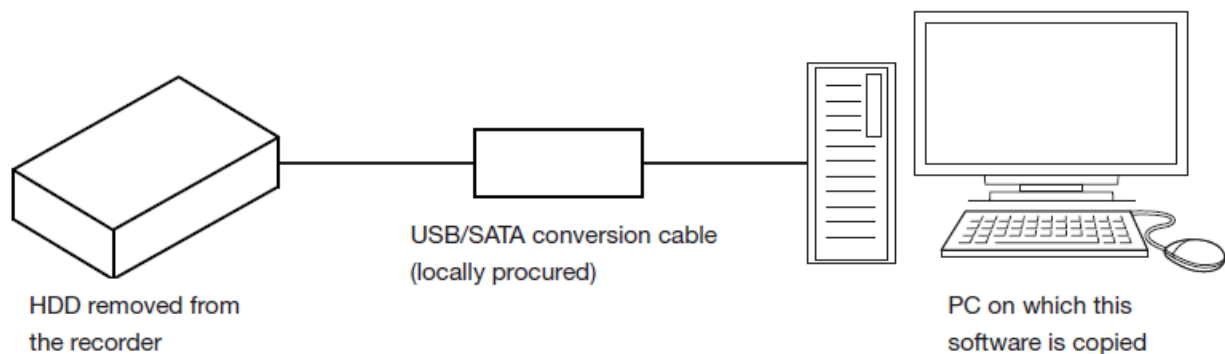 USB/SATA conversion cable
(locally procured)
HDD removed from
the recorder
PC on which this
software is copied